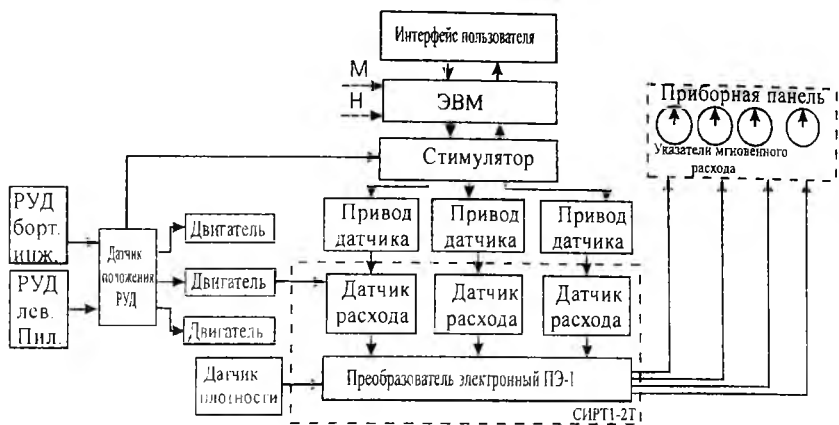 Интерфейс пользователя
М
Н
ЭВМ
Стимулятор
Приборная панель
Указатели мгновенного
расхода
РУД
борт.
инж.
РУД
лев.
Пил.
Датчик
положения
РУД
Двигатель
Двигатель
Двигатель
Привод
датчика
Привод
датчика
Привод
датчика
Датчик
расхода
Датчик
расхода
Датчик
расхода
Датчик
плотности
Преобразователь электронный ПЭ-1
СИРТ1-2Т